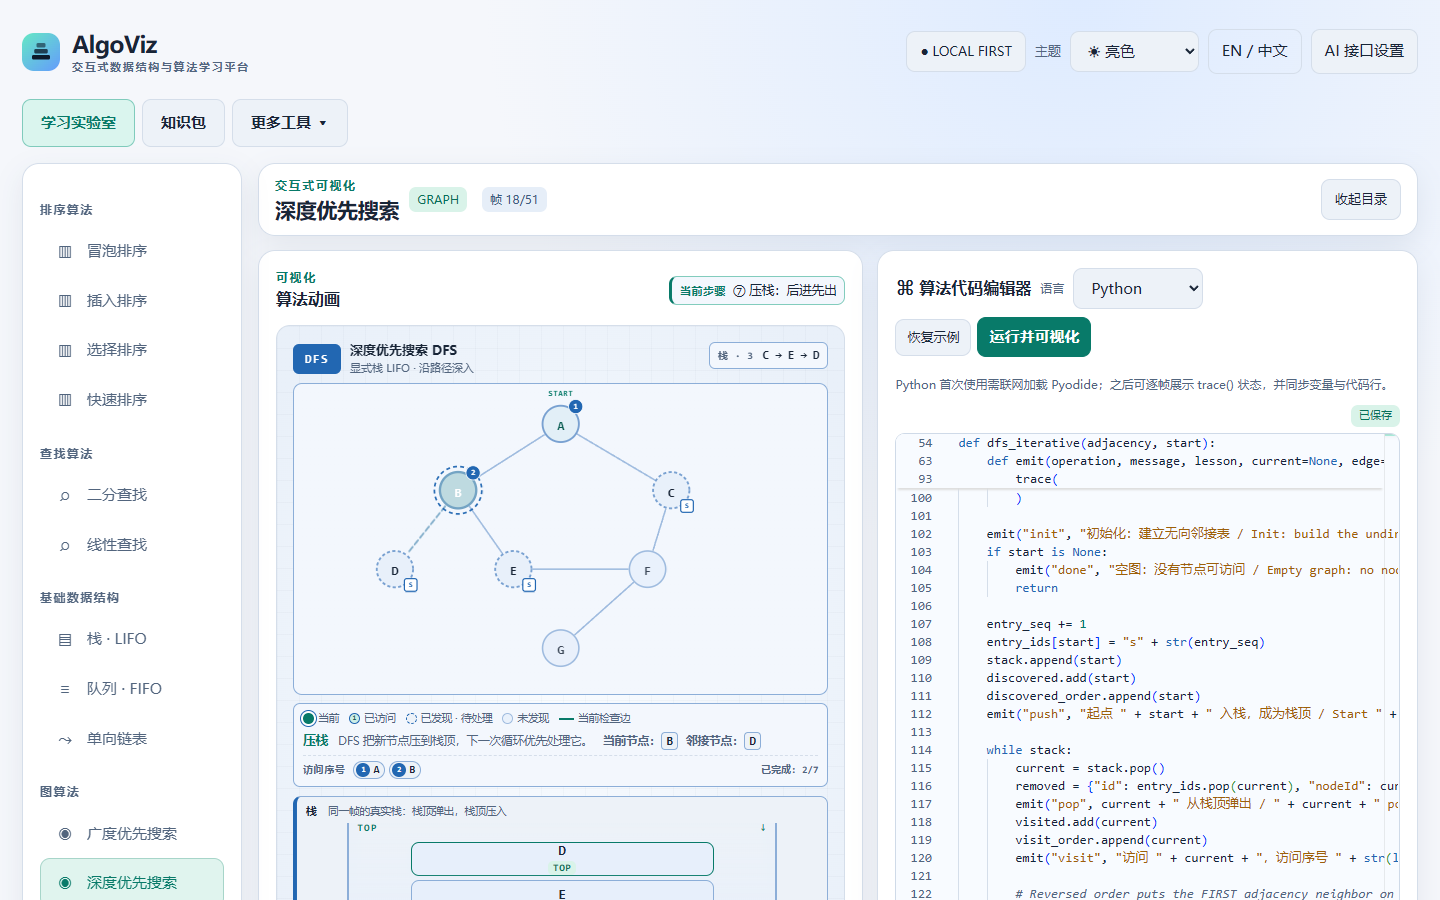 AlgoViz
交互式数据结构与算法学习平台
● LOCAL FIRST
主题
☀ 亮色
EN / 中文
AI 接口设置
学习实验室
知识包
更多工具 ▼
排序算法
冒泡排序
插入排序
选择排序
快速排序
查找算法
二分查找
线性查找
基础数据结构
栈 · LIFO
队列 · FIFO
单向链表
图算法
广度优先搜索
深度优先搜索
交互式可视化
深度优先搜索
GRAPH
帧 18/51
收起目录
可视化
算法动画
当前步骤 ⑦ 压栈：后进先出
DFS
深度优先搜索 DFS
显式栈 LIFO · 沿路径深入
栈 · 3 C → E → D
START
A
1
B
2
C
S
D
S
E
S
F
G
当前
1 已访问
已发现 · 待处理
未发现
当前检查边
压栈 DFS 把新节点压到栈顶，下一次循环优先处理它。 当前节点： B 邻接节点： D
访问序号 1 A 2 B
已完成：2/7
栈 同一帧的真实栈：栈顶弹出，栈顶压入
TOP ↓
D
TOP
E
⌘ 算法代码编辑器
语言
Python
恢复示例
运行并可视化
Python 首次使用需联网加载 Pyodide；之后可逐帧展示 trace() 状态，并同步变量与代码行。
已保存
54 def dfs_iterative(adjacency, start):
63 def emit(operation, message, lesson, current=None, edge=
93 trace(
100 )
101
102 emit("init", "初始化：建立无向邻接表 / Init: build the undir
103 if start is None:
104 emit("done", "空图：没有节点可访问 / Empty graph: no nod
105 return
106
107 entry_seq += 1
108 entry_ids[start] = "s" + str(entry_seq)
109 stack.append(start)
110 discovered.add(start)
111 discovered_order.append(start)
112 emit("push", "起点 " + start + " 入栈，成为栈顶 / Start " +
113
114 while stack:
115 current = stack.pop()
116 removed = {"id": entry_ids.pop(current), "nodeId": cur
117 emit("pop", current + " 从栈顶弹出 / " + current + " po
118 visited.add(current)
119 visit_order.append(current)
120 emit("visit", "访问 " + current + "，访问序号 " + str(l
121
122 # Reversed order puts the FIRST adjacency neighbor on